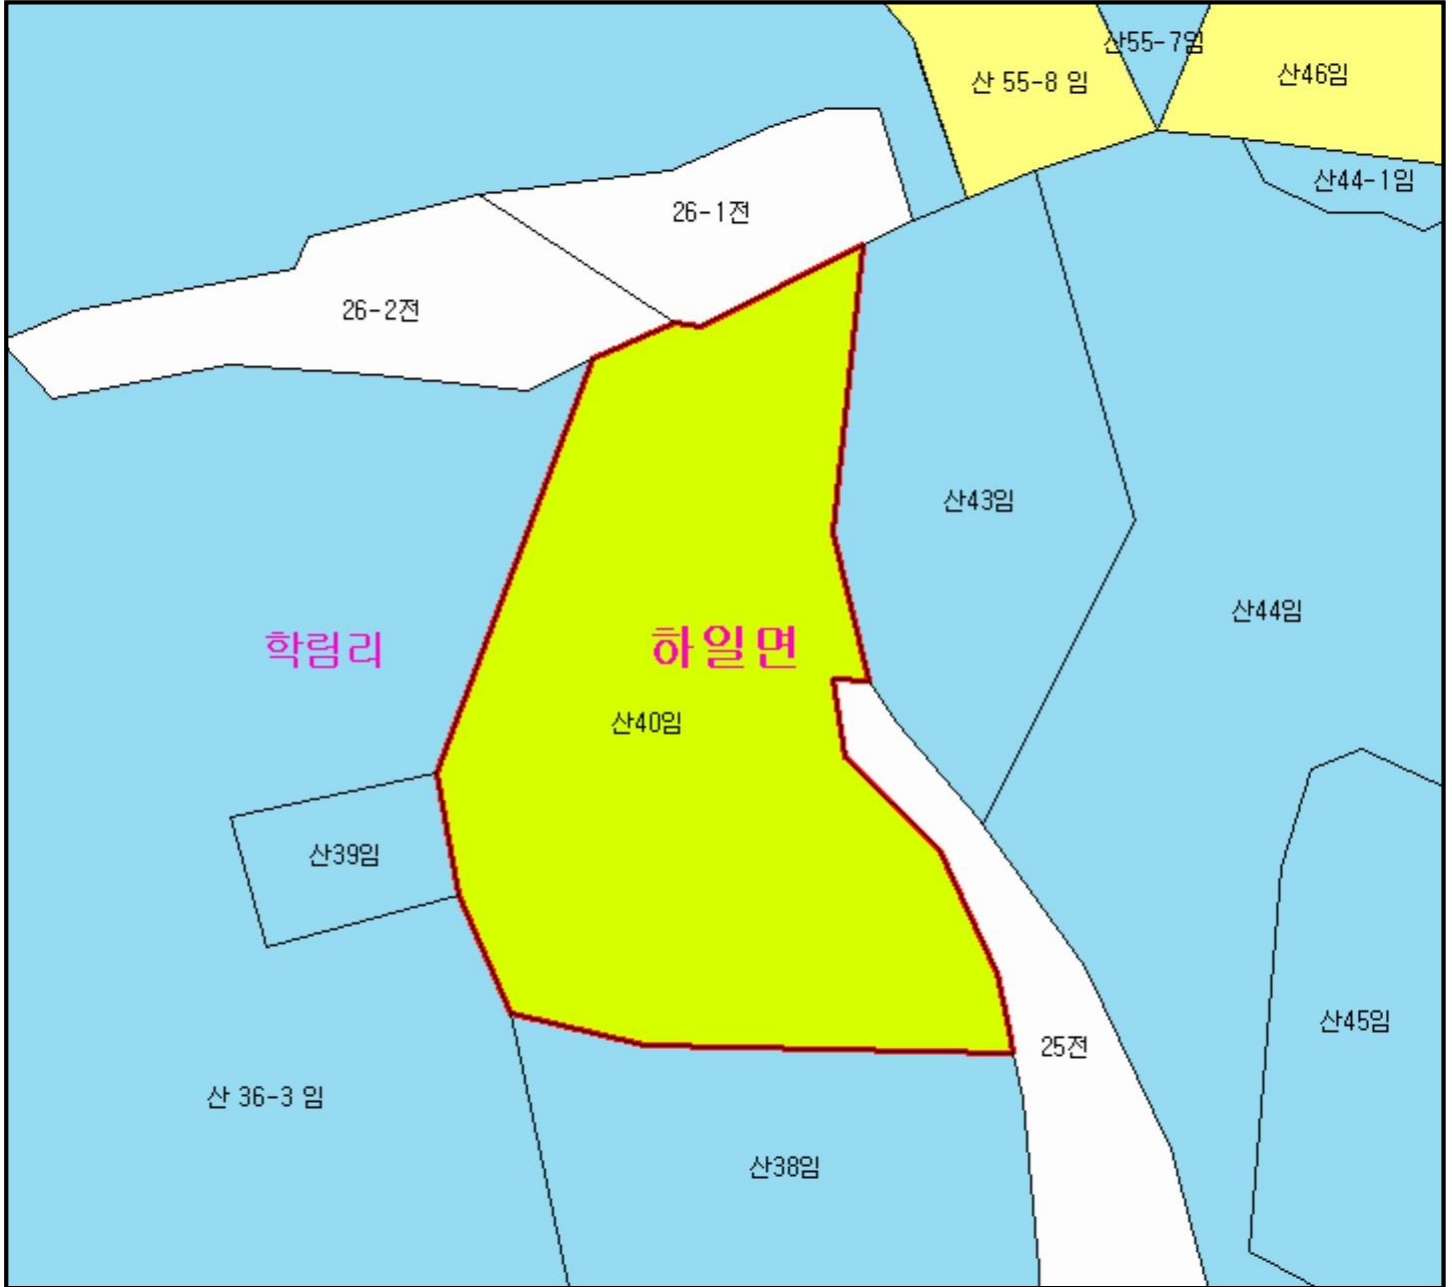 산55-7임
산 55-8 임
산46임
산44-1임
26-1전
26-2전
산43임
산44임
학림리
하일면
산40임
산39임
산45임
25전
산 36-3 임
산38임